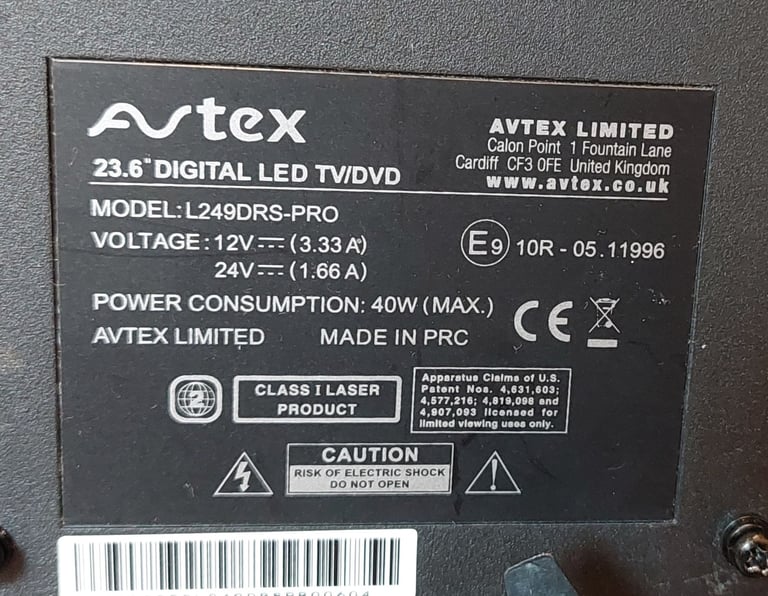 Avtex
23.6" DIGITAL LED TV/DVD
AVTEX LIMITED
Calon Point 1 Fountain Lane
Cardiff CF3 0FE United Kingdom
www.avtex.co.uk
MODEL: L249DRS-PRO
VOLTAGE: 12V⎓ (3.33 A)
24V⎓ (1.66 A)
E9 10R - 05.11996
POWER CONSUMPTION: 40W (MAX.)
AVTEX LIMITED MADE IN PRC
CE
2
CLASS I LASER
PRODUCT
Apparatus Claims of U.S.
Patent Nos. 4,631,603;
4,577,216; 4,819,098 and
4,907,093 licensed for
limited viewing uses only.
CAUTION
RISK OF ELECTRIC SHOCK
DO NOT OPEN